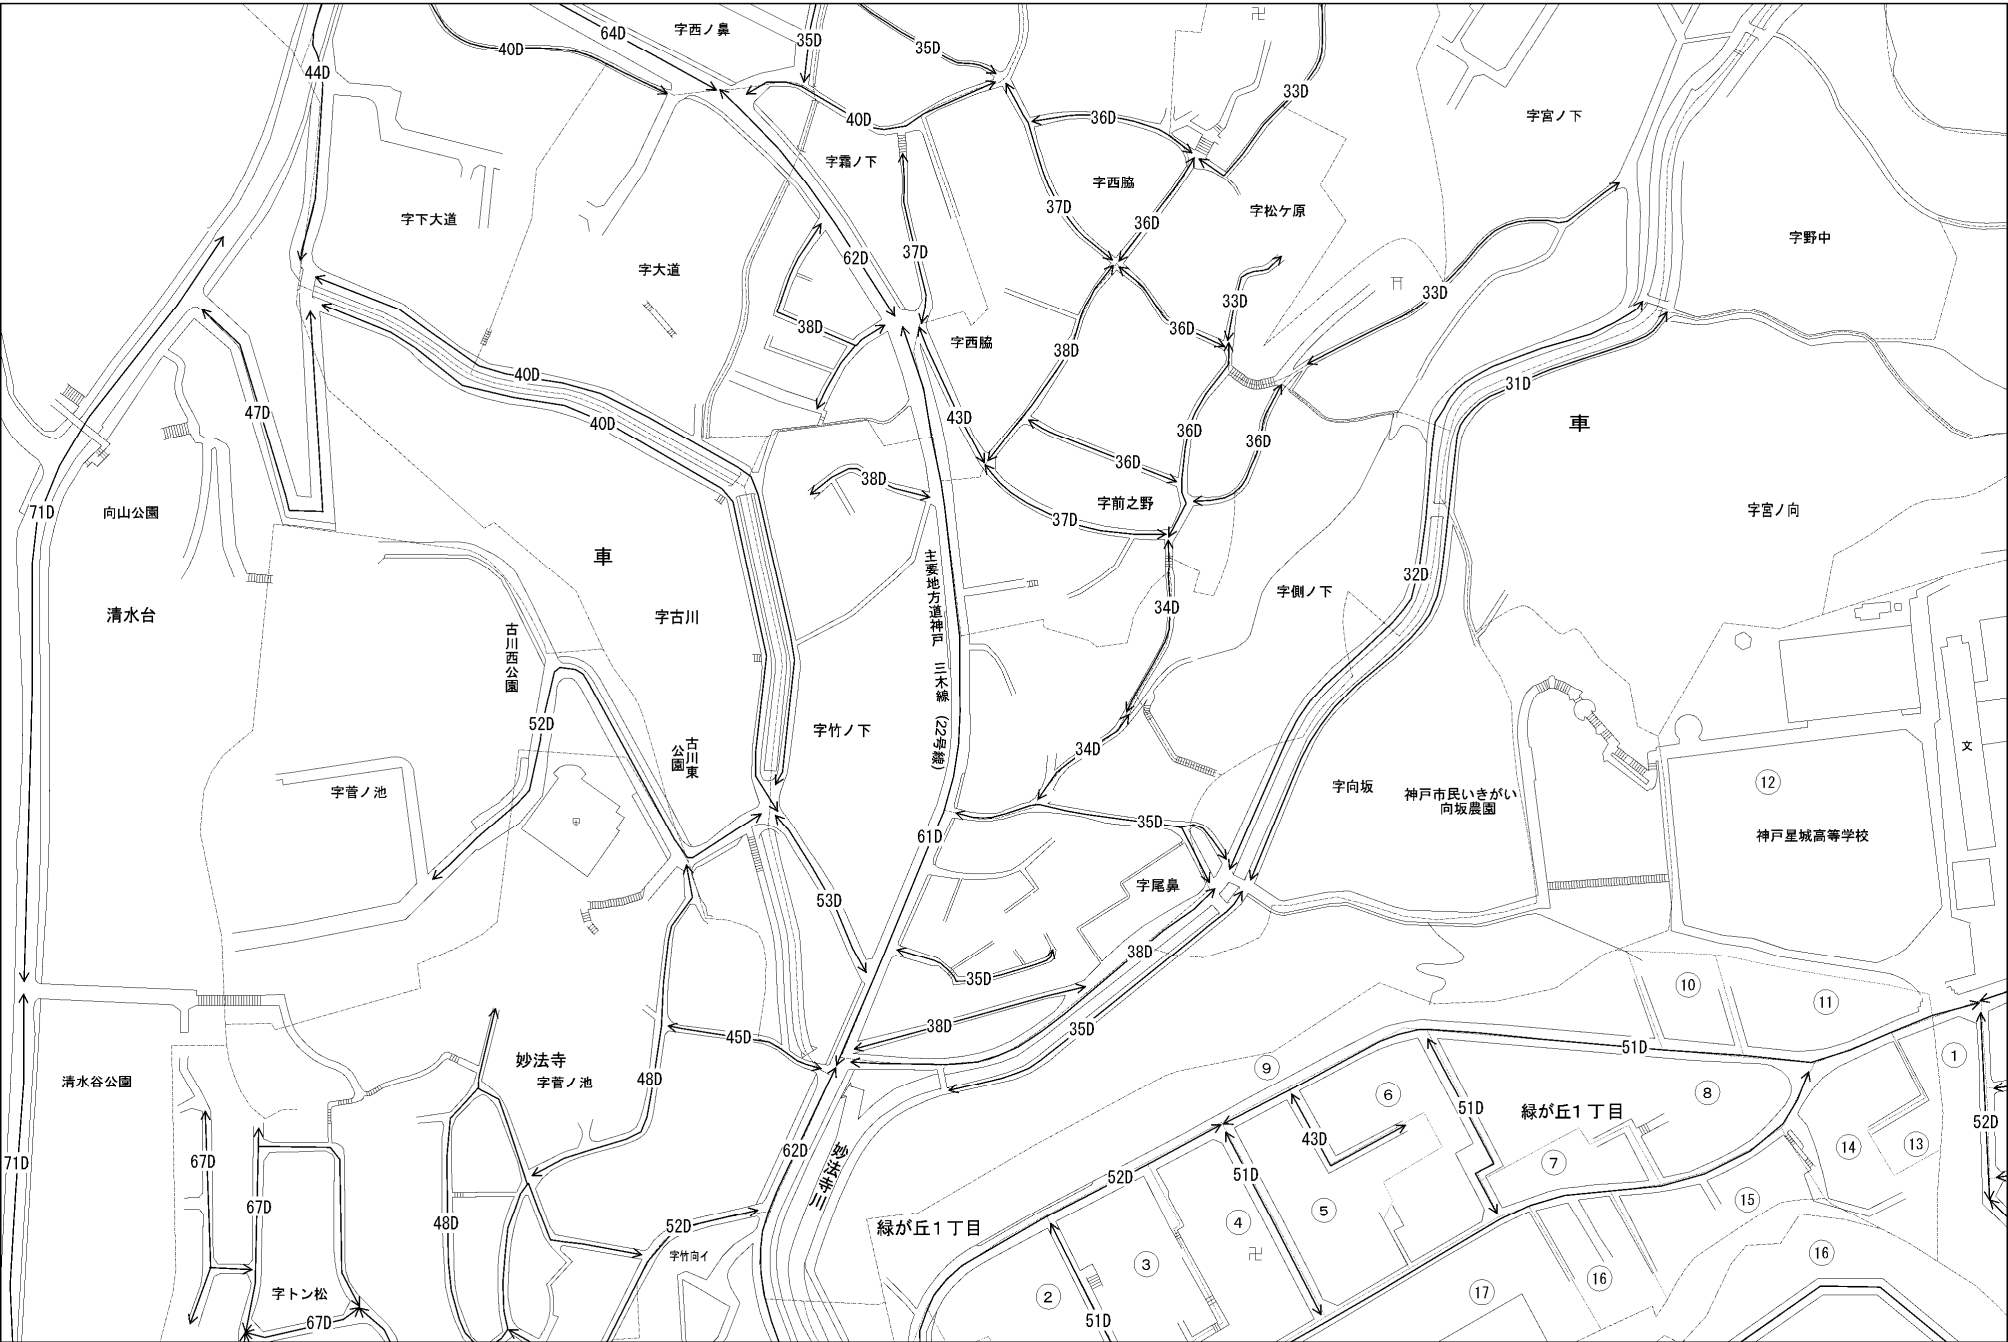 64D
字西ノ鼻
35D
35D
40D
44D
33D
40D
36D
字宮ノ下
字霜ノ下
字西脇
37D
36D
字松ケ原
字下大道
字野中
37D
62D
字大道
33D
33D
38D
36D
字西脇
38D
40D
31D
47D
43D
40D
36D
車
36D
36D
38D
71D
向山公園
字前之野
37D
字宮ノ向
主要地方道神戸 三木線 (22号線)
車
32D
字側ノ下
34D
清水台
字古川
古川西公園
52D
字竹ノ下
古川東公園
34D
文
字菅ノ池
字向坂
神戸市民いきがい
向坂農園
⑫
35D
61D
神戸星城高等学校
字尾鼻
53D
38D
35D
⑩
⑪
38D
35D
45D
51D
①
妙法寺
字菅ノ池
清水谷公園
48D
⑨
⑥
⑧
51D
緑が丘1丁目
52D
43D
62D
妙法寺川
⑭
⑬
71D
67D
⑦
52D
51D
⑮
67D
48D
52D
緑が丘1丁目
④
⑤
字竹向イ
⑯
③
⑯
字トン松
②
⑰
67D
51D